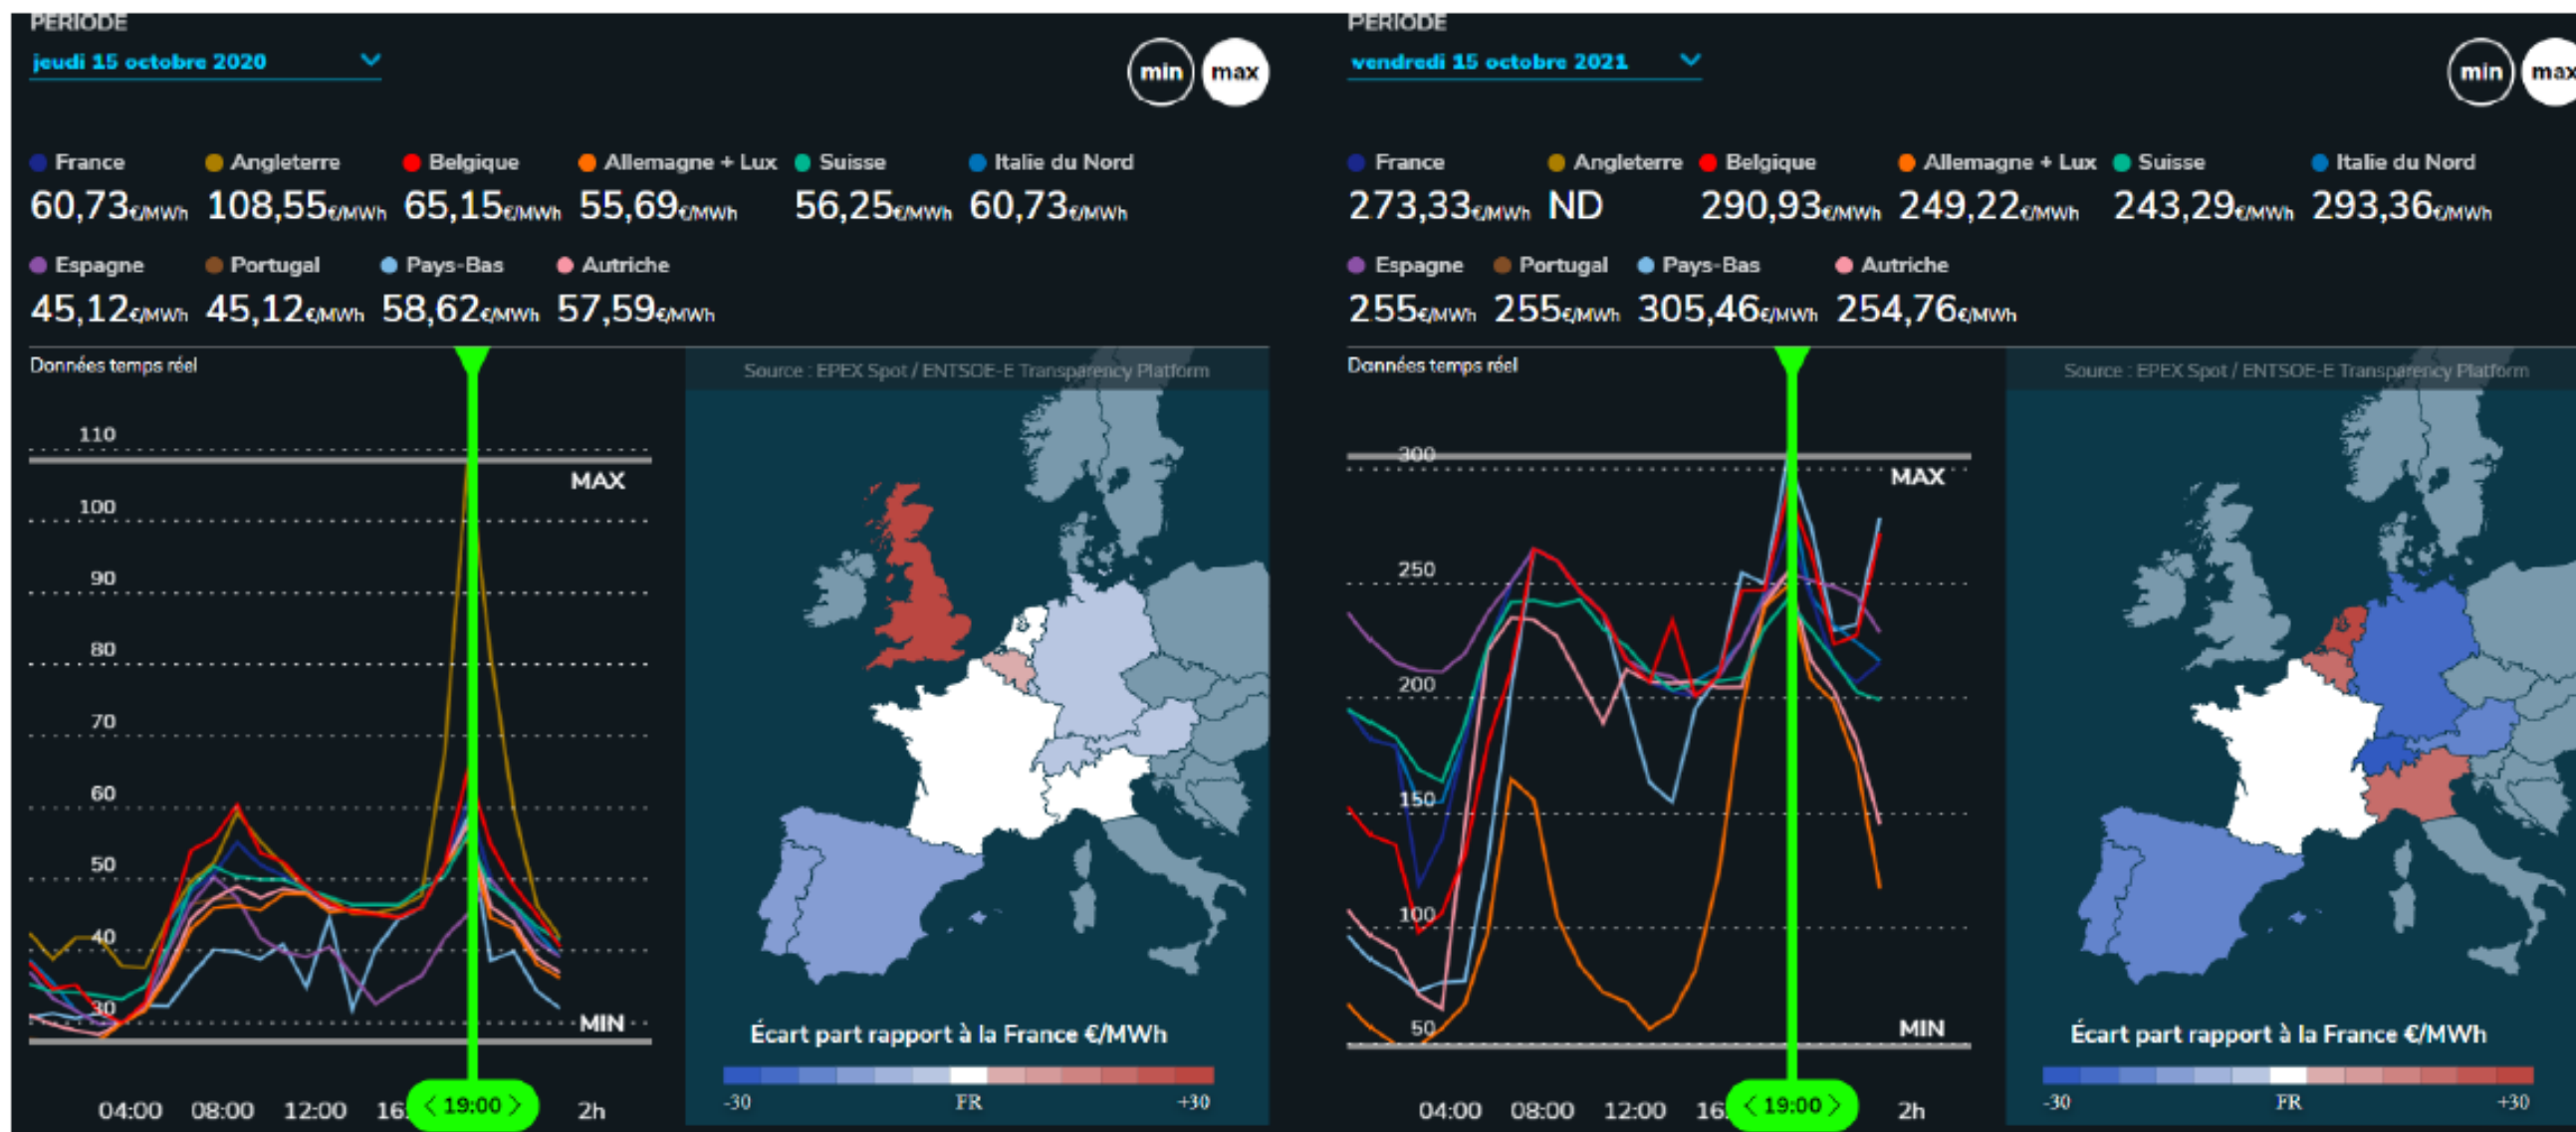 PERIODE
jeudi 15 octobre 2020
min max
France Angleterre Belgique Allemagne + Lux Suisse Italie du Nord
60,73€/MWh 108,55€/MWh 65,15€/MWh 55,69€/MWh 56,25€/MWh 60,73€/MWh
Espagne Portugal Pays-Bas Autriche
45,12€/MWh 45,12€/MWh 58,62€/MWh 57,59€/MWh
Données temps réel
Source : EPEX Spot / ENTSOE-E Transparency Platform
110
MAX
100
90
80
70
60
50
40
30
MIN
Écart part rapport à la France €/MWh
-30 FR +30
04:00 08:00 12:00 16: < 19:00 > 2h
PERIODE
vendredi 15 octobre 2021
min max
France Angleterre Belgique Allemagne + Lux Suisse Italie du Nord
273,33€/MWh ND 290,93€/MWh 249,22€/MWh 243,29€/MWh 293,36€/MWh
Espagne Portugal Pays-Bas Autriche
255€/MWh 255€/MWh 305,46€/MWh 254,76€/MWh
Données temps réel
Source : EPEX Spot / ENTSOE-E Transparency Platform
300
MAX
250
200
150
100
50
MIN
Écart part rapport à la France €/MWh
-30 FR +30
04:00 08:00 12:00 16: < 19:00 > 2h